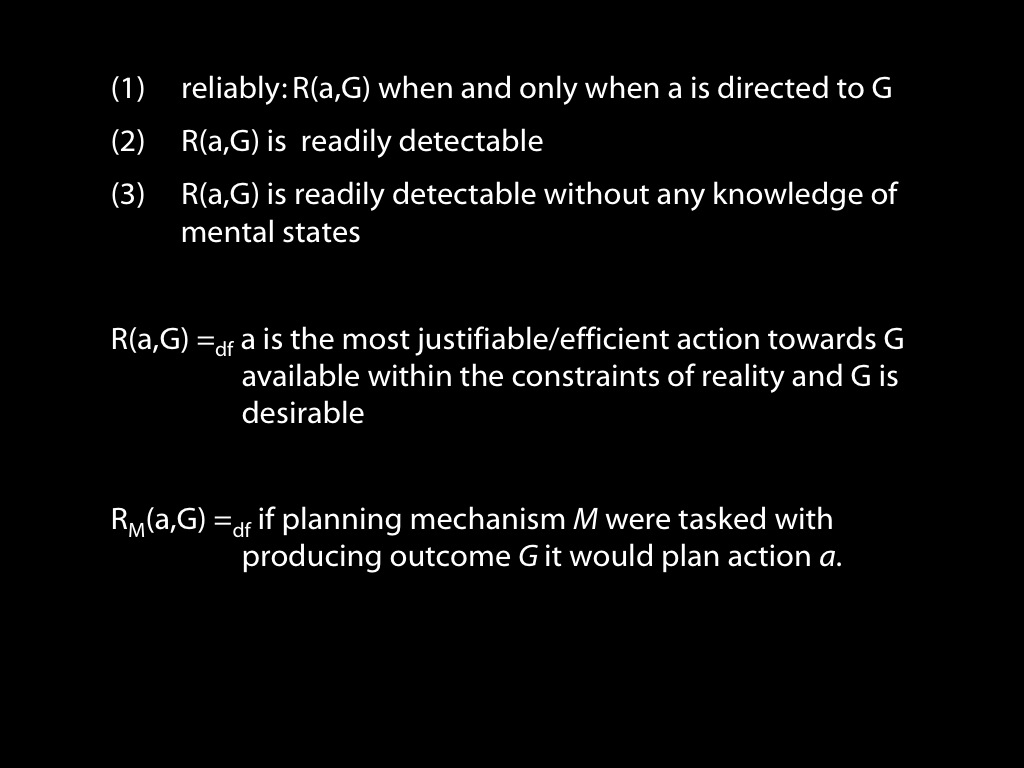 (1) reliably: R(a,G) when and only when a is directed to G
(2) R(a,G) is readily detectable
(3) R(a,G) is readily detectable without any knowledge of
mental states
R(a,G) =df a is the most justifiable/efficient action towards G
available within the constraints of reality and G is
desirable
RM(a,G) =df if planning mechanism M were tasked with
producing outcome G it would plan action a.